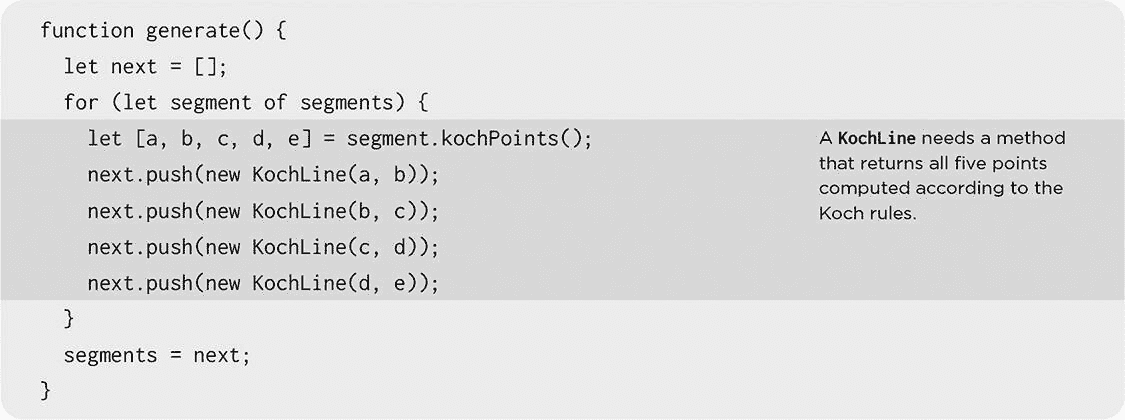 function generate() {
let next = [];
for (let segment of segments) {
let [a, b, c, d, e] = segment.kochPoints();
next.push(new KochLine(a, b));
next.push(new KochLine(b, c));
next.push(new KochLine(c, d));
next.push(new KochLine(d, e));
}
segments = next;
}
A KochLine needs a method
that returns all five points
computed according to the
Koch rules.